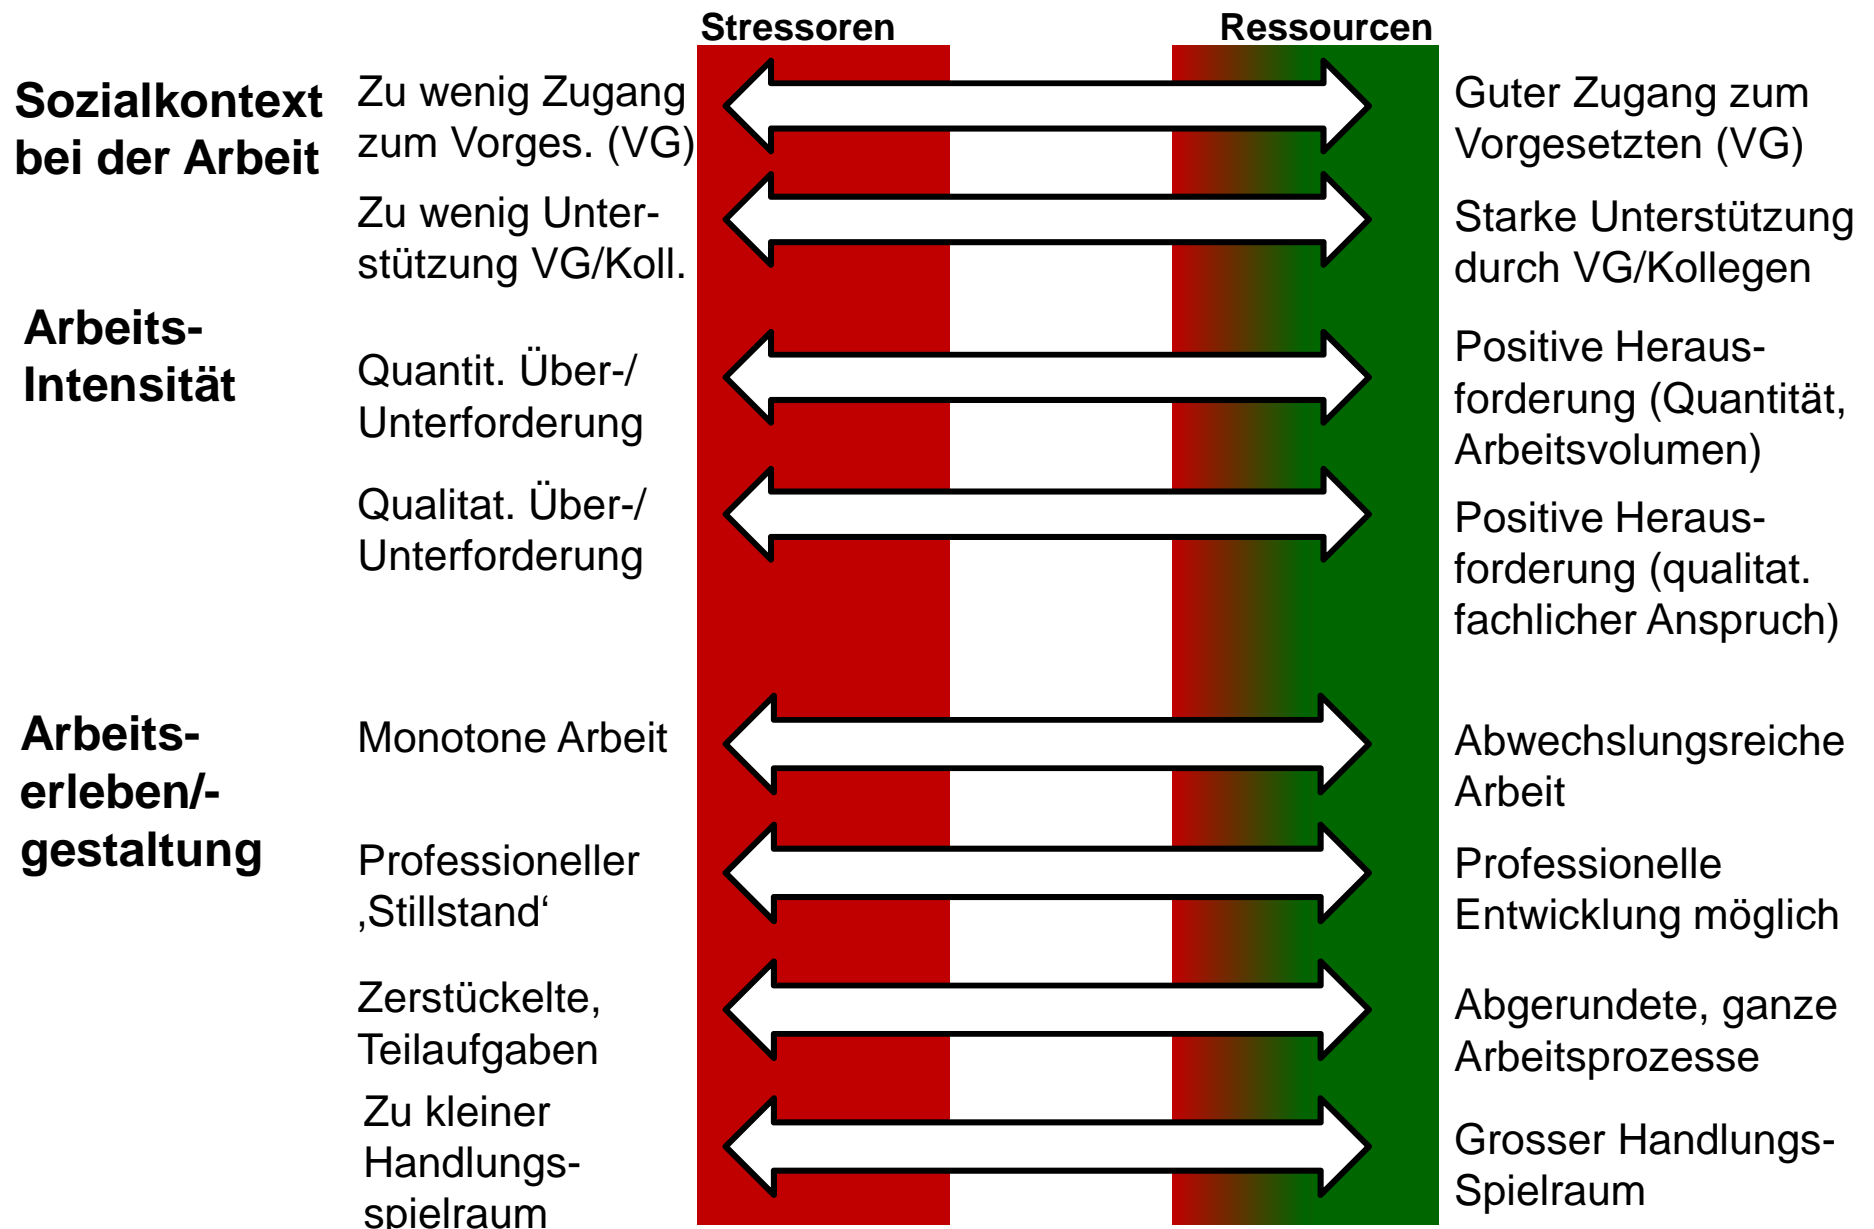 Stressoren
Ressourcen
Sozialkontext
bei der Arbeit
Zu wenig Zugang
zum Vorges. (VG)
Guter Zugang zum
Vorgesetzten (VG)
Zu wenig Unter-
stützung VG/Koll.
Starke Unterstützung
durch VG/Kollegen
Arbeits-
Intensität
Quantit. Über-/
Unterforderung
Positive Heraus-
forderung (Quantität,
Arbeitsvolumen)
Qualitat. Über-/
Unterforderung
Positive Heraus-
forderung (qualitat.
fachlicher Anspruch)
Arbeits-
erleben/-
gestaltung
Monotone Arbeit
Abwechslungsreiche
Arbeit
Professioneller
‚Stillstand‘
Professionelle
Entwicklung möglich
Zerstückelte,
Teilaufgaben
Abgerundete, ganze
Arbeitsprozesse
Zu kleiner
Handlungs-
spielraum
Grosser Handlungs-
Spielraum